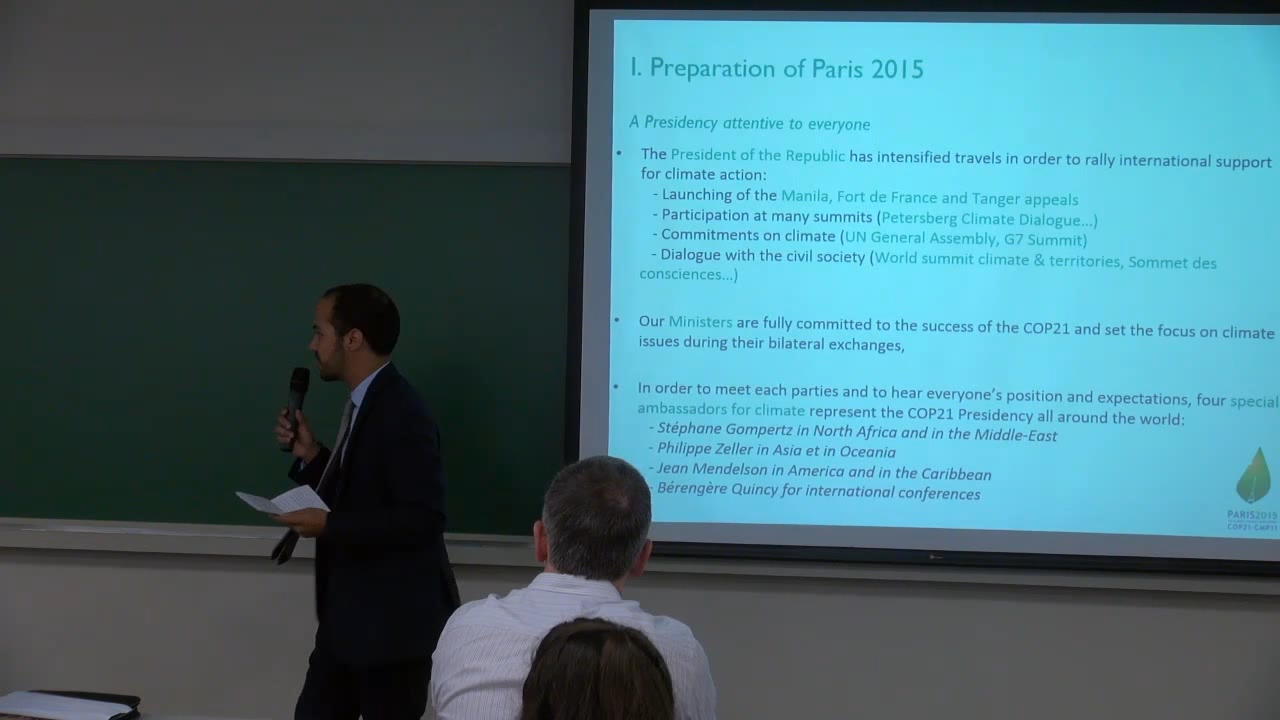 I. Preparation of Paris 2015
A Presidency attentive to everyone
• The President of the Republic has intensified travels in order to rally international support
for climate action:
- Launching of the Manila, Fort de France and Tanger appeals
- Participation at many summits (Petersberg Climate Dialogue...)
- Commitments on climate (UN General Assembly, G7 Summit)
- Dialogue with the civil society (World summit climate & territories, Sommet des
consciences...)
• Our Ministers are fully committed to the success of the COP21 and set the focus on climate
issues during their bilateral exchanges,
• In order to meet each parties and to hear everyone's position and expectations, four special
ambassadors for climate represent the COP21 Presidency all around the world:
- Stéphane Gompertz in North Africa and in the Middle-East
- Philippe Zeller in Asia et in Oceania
- Jean Mendelson in America and in the Caribbean
- Bérengère Quincy for international conferences
PARIS2015
COP21·CMP11